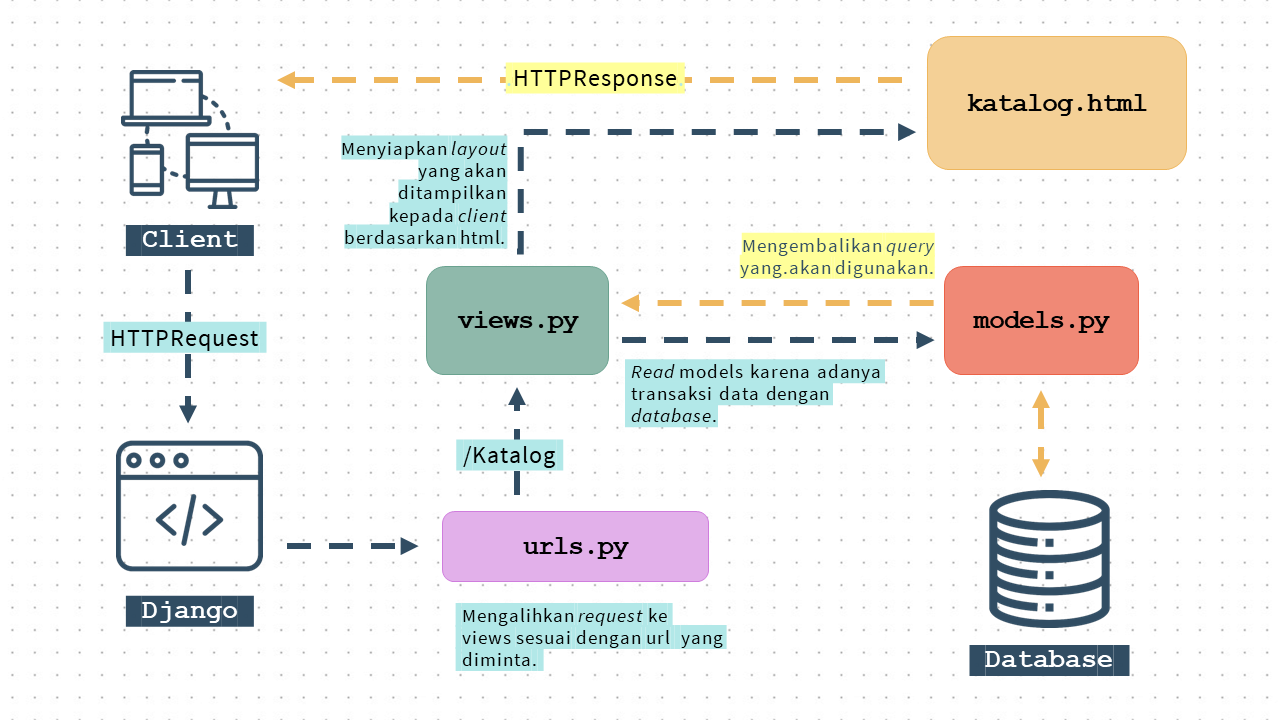 HTTPResponse
katalog.html
Menyiapkan layout
yang akan
ditampilkan
kepada client
berdasarkan html.
Client
Mengembalikan query
yang.akan digunakan.
HTTPRequest
views.py
models.py
Read models karena adanya
transaksi data dengan
database.
/Katalog
urls.py
Django
Mengalihkan request ke
views sesuai dengan url yang
diminta.
Database